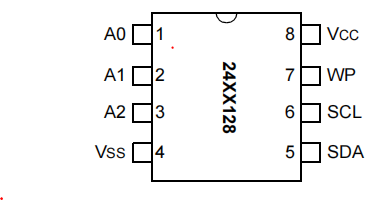 A0 1 8 VCC
A1 2 7 WP
A2 3 6 SCL
VSS 4 5 SDA
24XX128